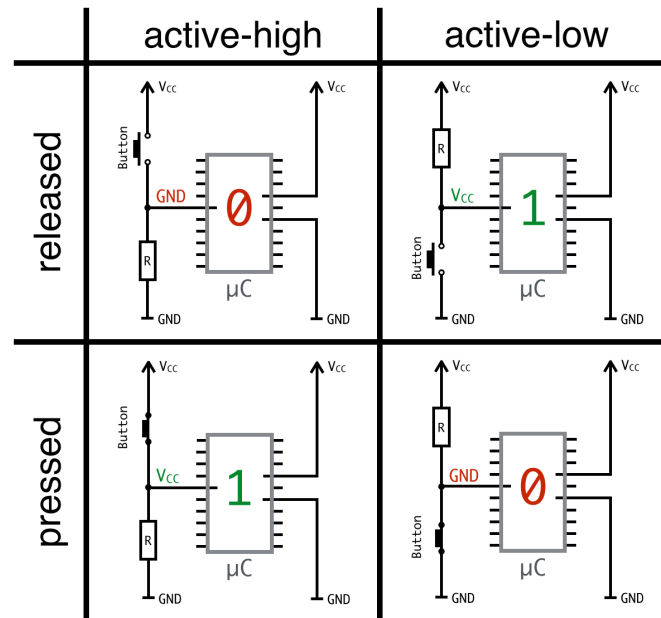 active-high
active-low
released
Vcc
Vcc
Button
GND
0
R
GND
GND
µC
Vcc
Vcc
R
Vcc
1
Button
GND
GND
µC
pressed
Vcc
Vcc
Button
Vcc
1
R
GND
GND
µC
Vcc
Vcc
R
GND
0
Button
GND
GND
µC